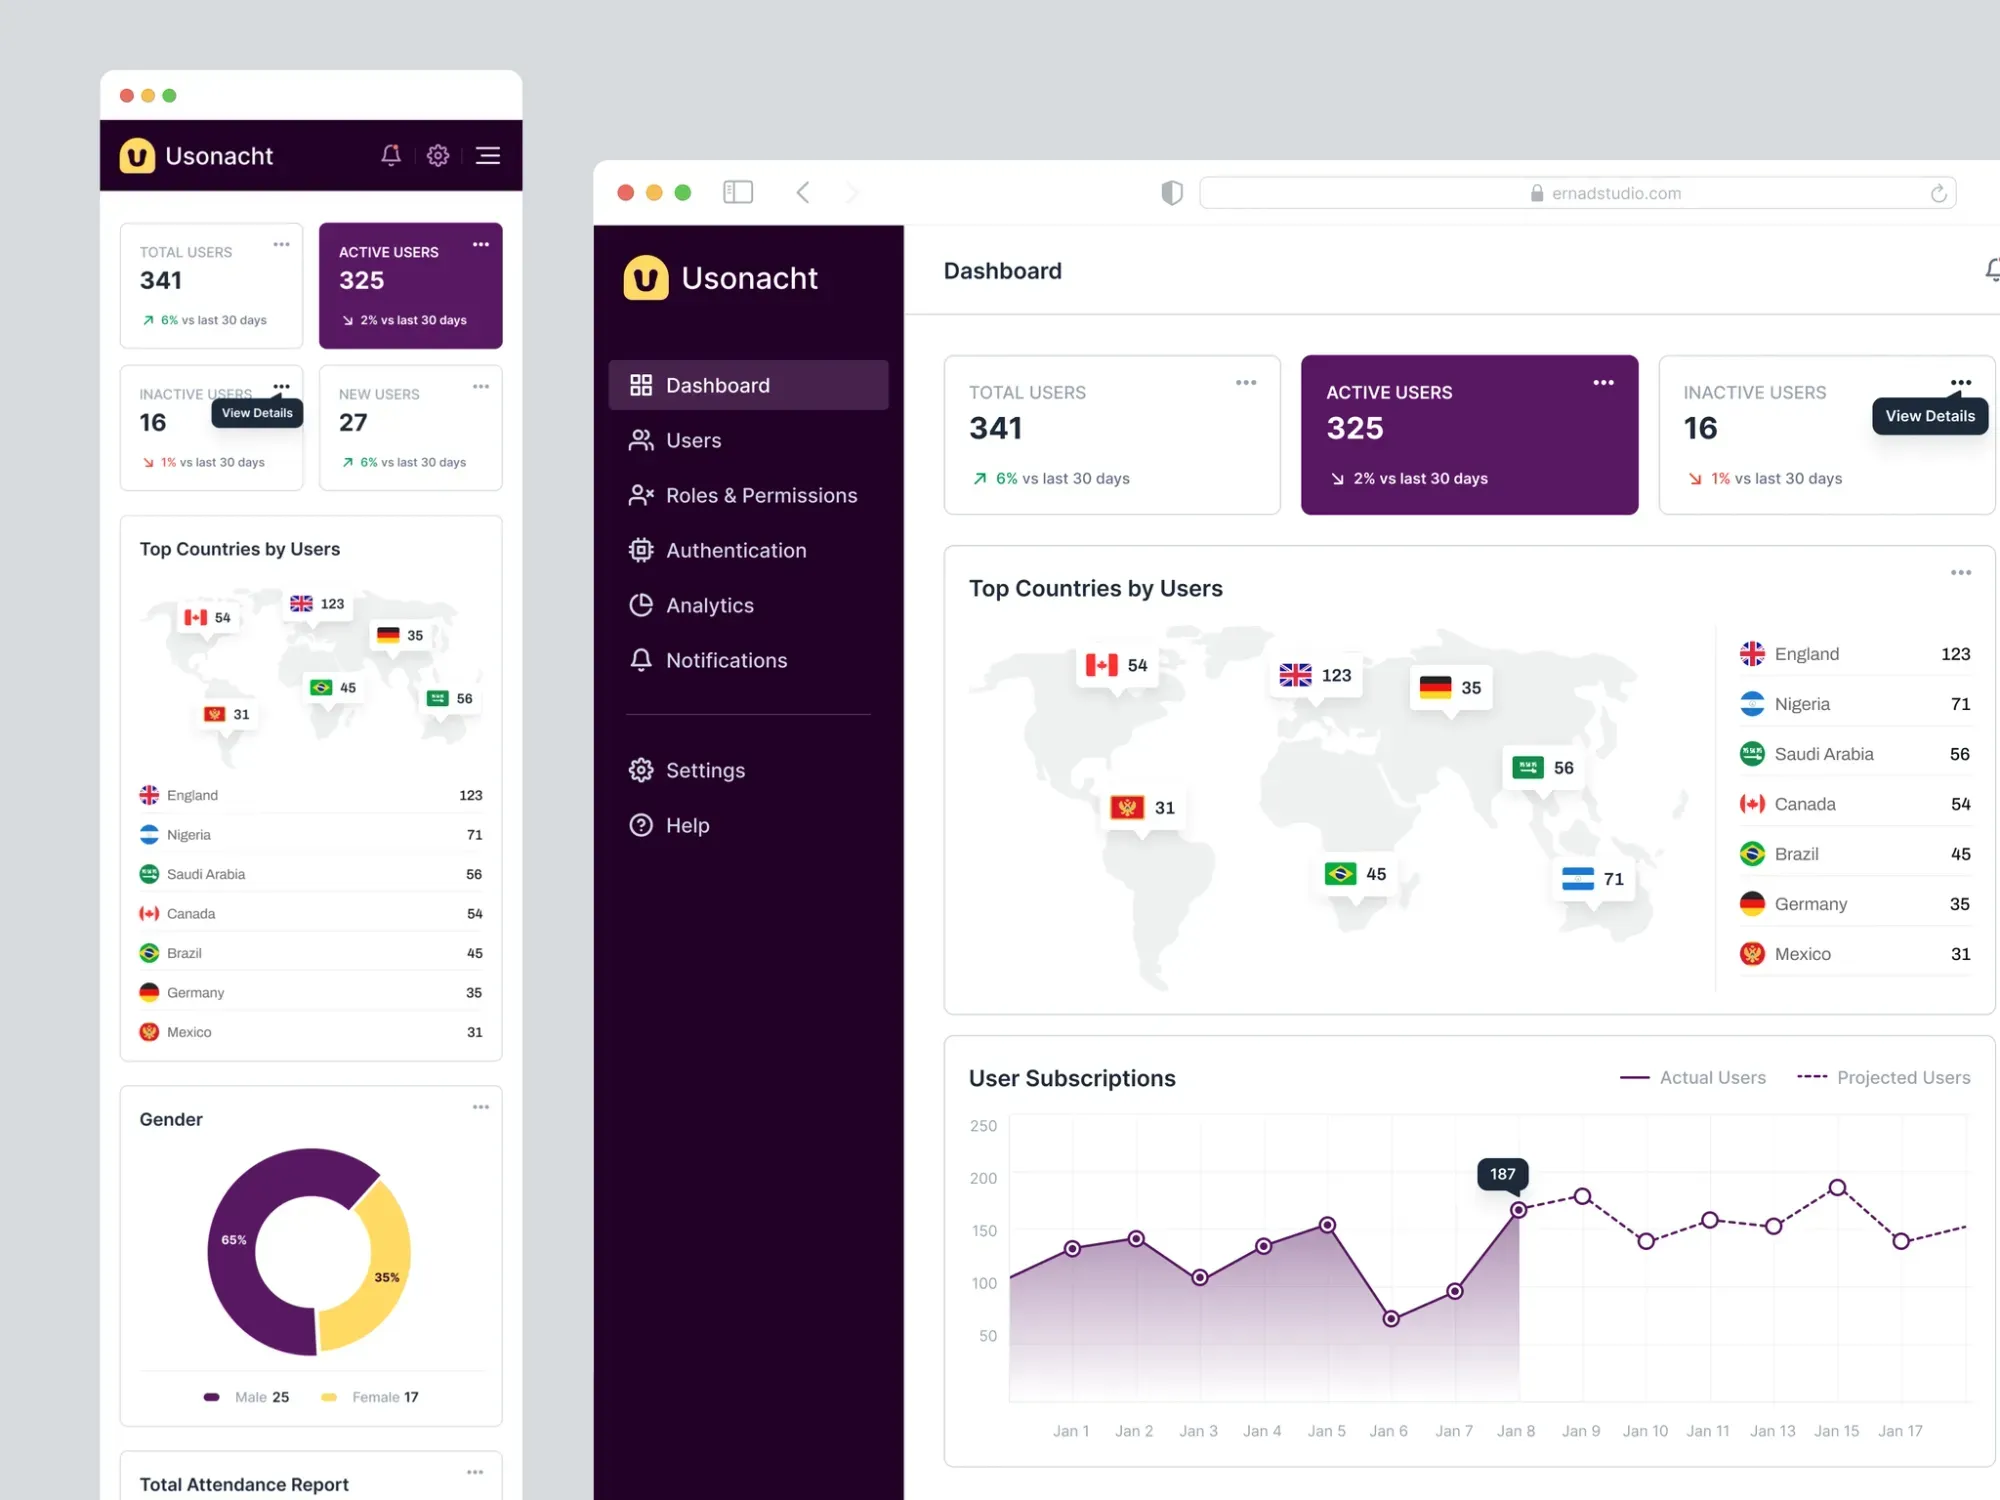 Usonacht
TOTAL USERS
341
6% vs last 30 days
ACTIVE USERS
325
2% vs last 30 days
INACTIVE USERS
16
View Details
1% vs last 30 days
NEW USERS
27
6% vs last 30 days
Top Countries by Users
54
123
35
45
56
31
England 123
Nigeria 71
Saudi Arabia 56
Canada 54
Brazil 45
Germany 35
Mexico 31
Gender
65%
35%
Male 25
Female 17
Total Attendance Report
ernadstudio.com
Usonacht
Dashboard
Users
Roles & Permissions
Authentication
Analytics
Notifications
Settings
Help
Dashboard
TOTAL USERS
341
6% vs last 30 days
ACTIVE USERS
325
2% vs last 30 days
INACTIVE USERS
16
View Details
1% vs last 30 days
Top Countries by Users
54
123
35
56
31
45
71
England 123
Nigeria 71
Saudi Arabia 56
Canada 54
Brazil 45
Germany 35
Mexico 31
User Subscriptions
Actual Users
Projected Users
250
200
150
100
50
187
Jan 1 Jan 2 Jan 3 Jan 4 Jan 5 Jan 6 Jan 7 Jan 8 Jan 9 Jan 10 Jan 11 Jan 13 Jan 15 Jan 17